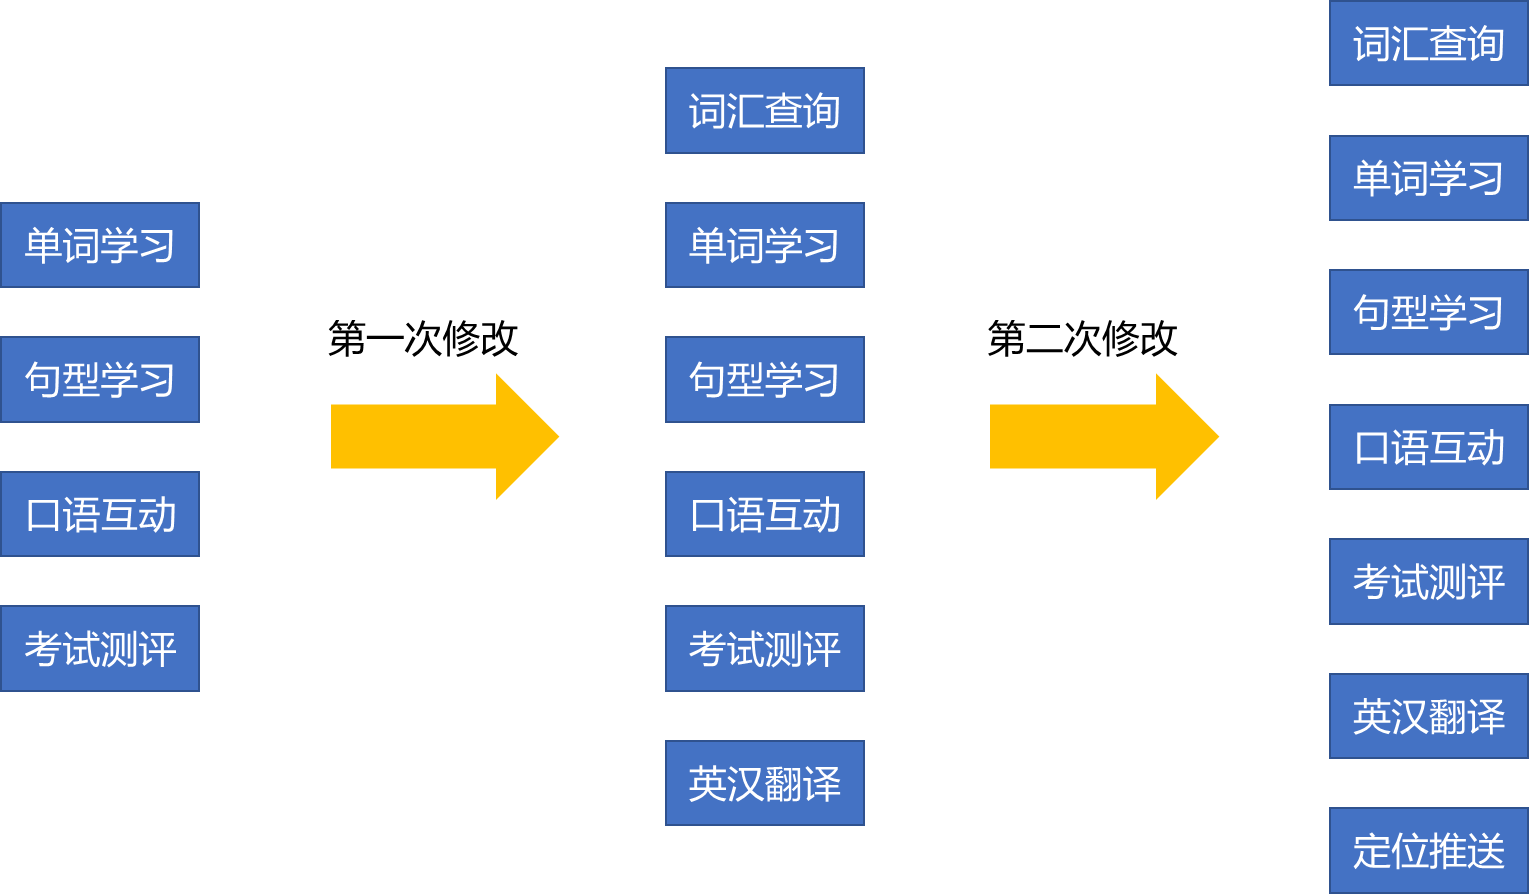 单词学习
句型学习
口语互动
考试测评
第一次修改
词汇查询
单词学习
句型学习
口语互动
考试测评
英汉翻译
第二次修改
词汇查询
单词学习
句型学习
口语互动
考试测评
英汉翻译
定位推送